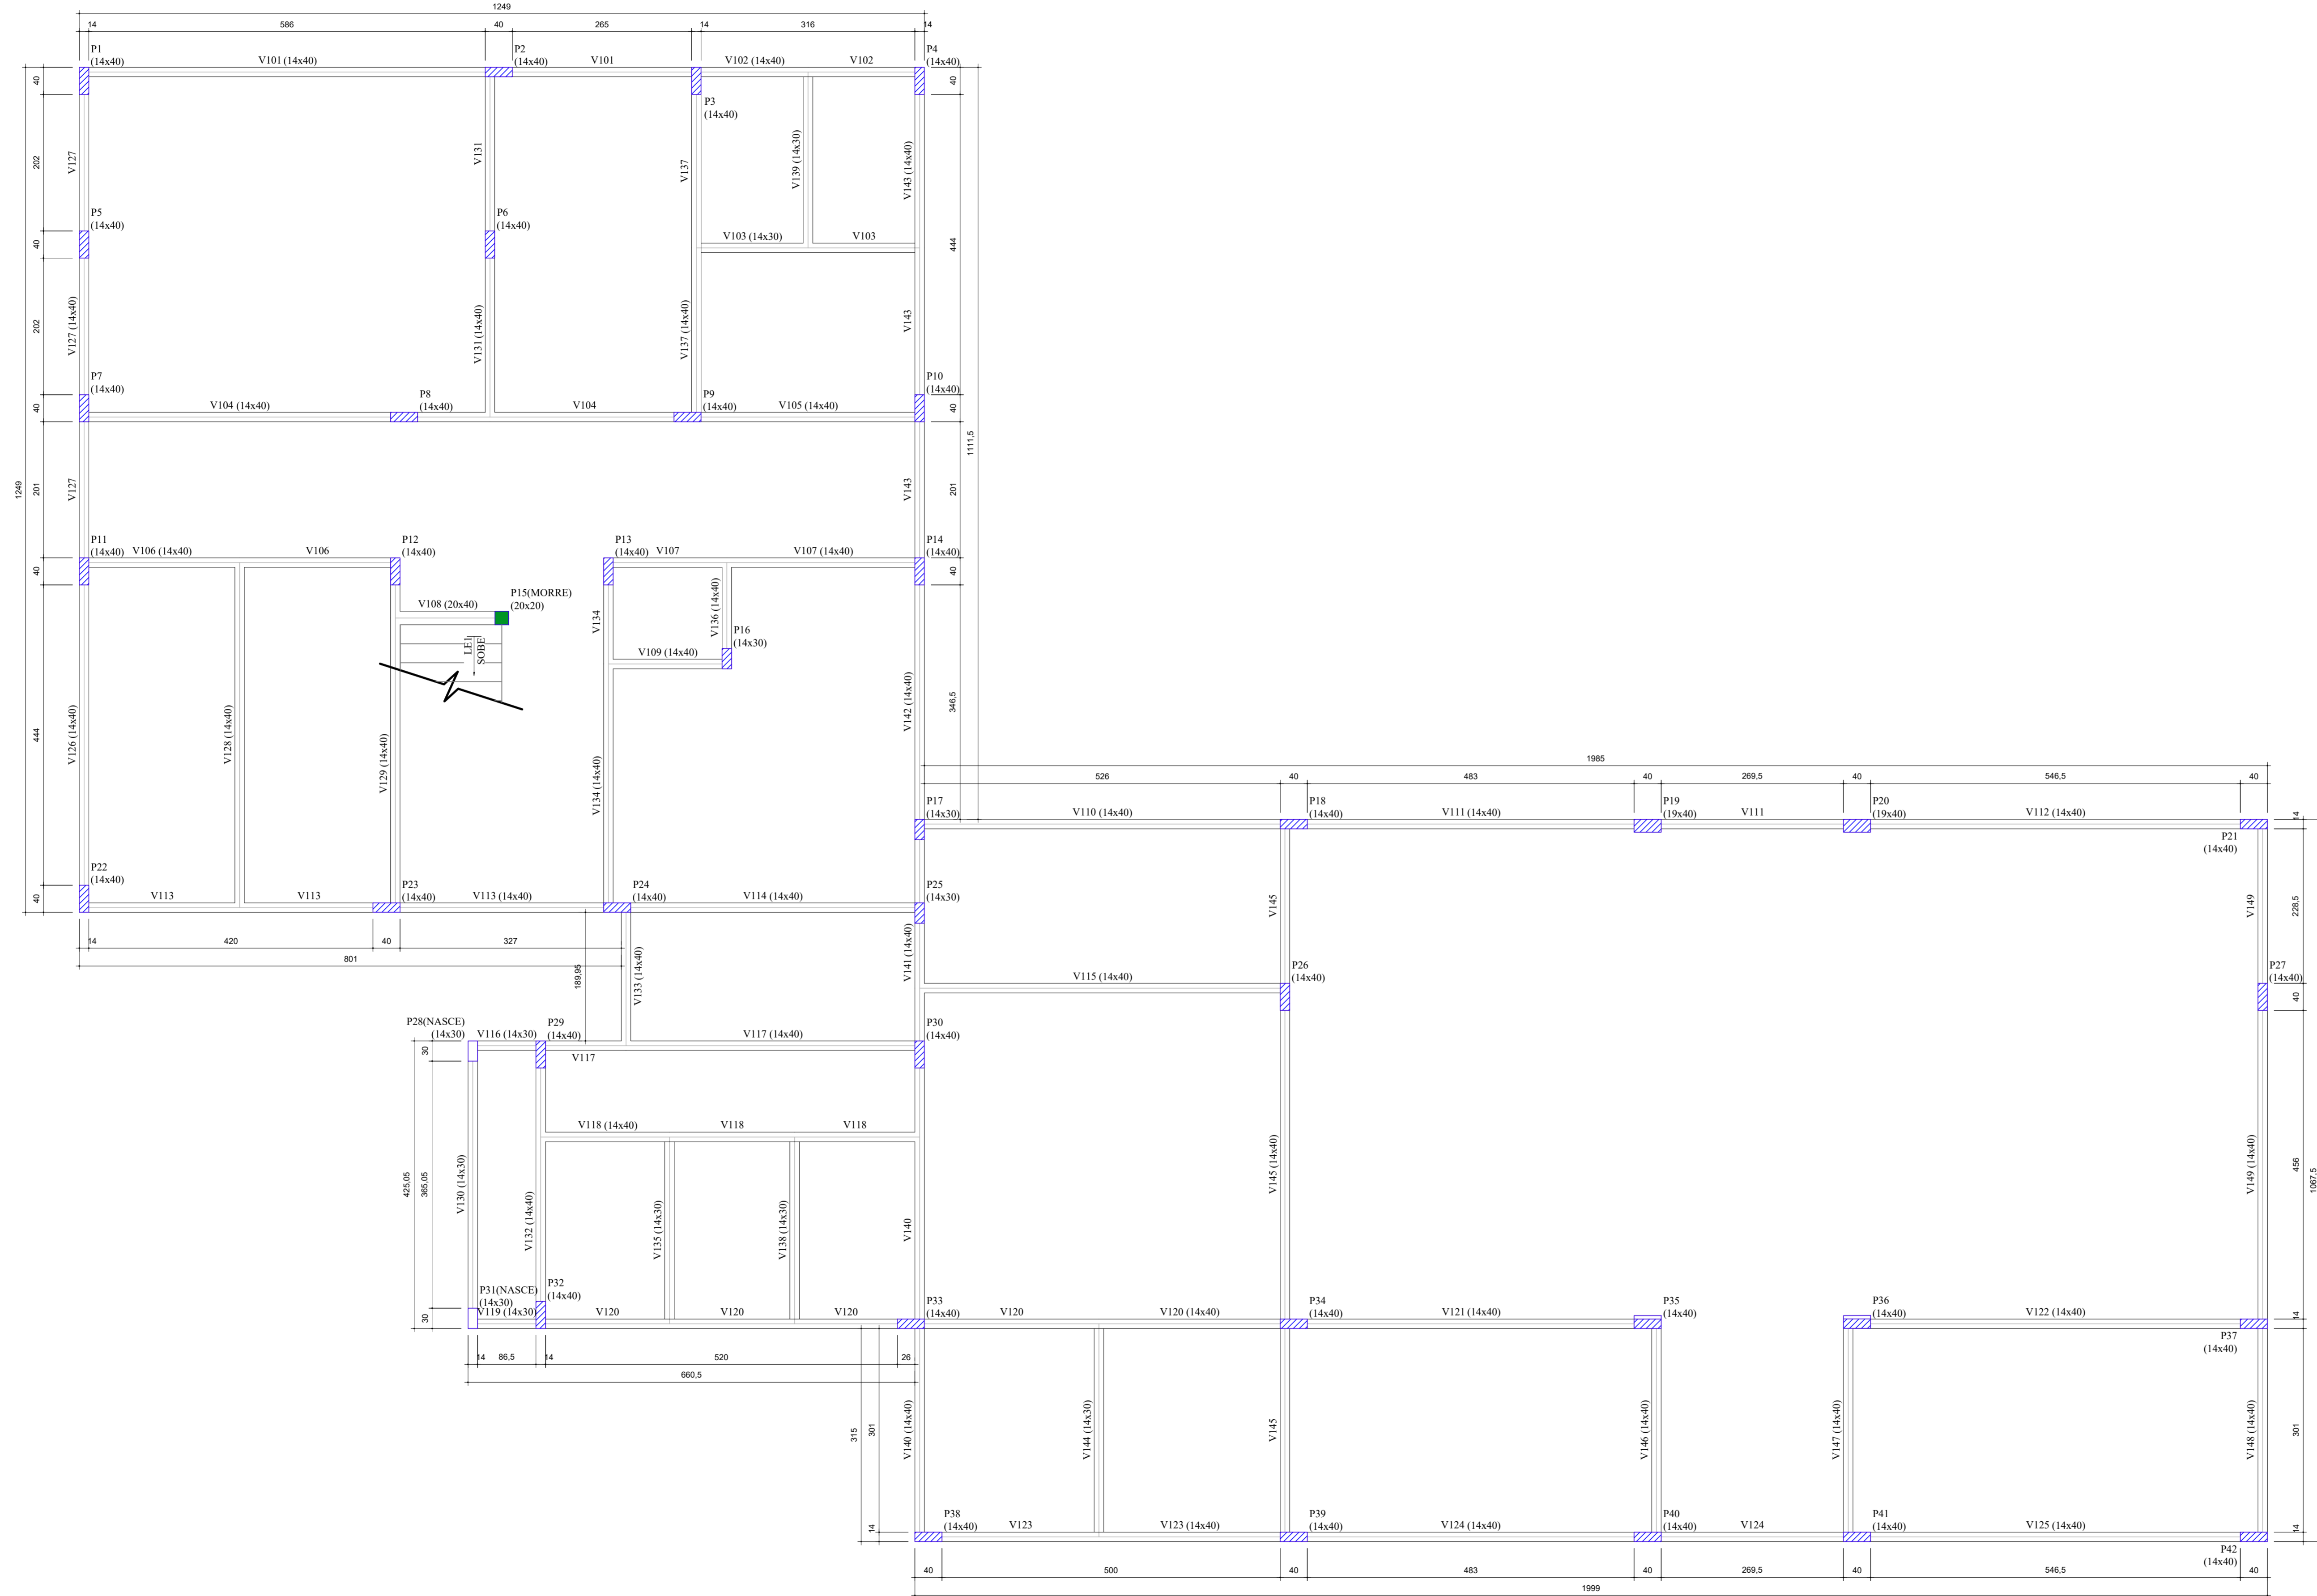 1249
14
586
40
265
14
316
14
P1
(14x40)
V101 (14x40)
P2
(14x40)
V101
V102 (14x40)
V102
P4
(14x40)
40
40
P3
(14x40)
202
V127
V131
V137
V139 (14x30)
V143 (14x40)
P5
(14x40)
P6
(14x40)
40
V103 (14x30)
V103
444
202
V127 (14x40)
V131 (14x40)
V137 (14x40)
V143
P7
(14x40)
P8
(14x40)
P9
(14x40)
P10
(14x40)
40
V104 (14x40)
V104
V105 (14x40)
40
1111,5
1249
201
V127
V143
201
P11
(14x40)
V106 (14x40)
V106
P12
(14x40)
P13
(14x40)
V107
V107 (14x40)
P14
(14x40)
40
40
P15(MORRE)
(20x20)
V108 (20x40)
V134
V136 (14x40)
P16
(14x30)
LE1
SOBE
V109 (14x40)
346,5
444
V126 (14x40)
V128 (14x40)
V129 (14x40)
V134 (14x40)
V142 (14x40)
1985
526
40
483
40
269,5
40
546,5
40
P17
(14x30)
V110 (14x40)
P18
(14x40)
V111 (14x40)
P19
(19x40)
V111
P20
(19x40)
V112 (14x40)
14
P21
(14x40)
P22
(14x40)
40
V113
V113
P23
(14x40)
V113 (14x40)
P24
(14x40)
V114 (14x40)
P25
(14x30)
V145
V149
228,5
14
420
40
327
801
189,95
V133 (14x40)
V141 (14x40)
V115 (14x40)
P26
(14x40)
P27
(14x40)
40
P28(NASCE)
(14x30)
V116 (14x30)
P29
(14x40)
V117
V117 (14x40)
P30
(14x40)
30
425,05
365,05
V130 (14x30)
V132 (14x40)
V118 (14x40)
V118
V118
V135 (14x30)
V138 (14x30)
V140
V145 (14x40)
V149 (14x40)
456
1067,5
P31(NASCE)
(14x30)
V119 (14x30)
P32
(14x40)
30
V120
V120
V120
P33
(14x40)
V120
V120 (14x40)
P34
(14x40)
V121 (14x40)
P35
(14x40)
P36
(14x40)
V122 (14x40)
14
P37
(14x40)
14
86,5
14
520
26
660,5
315
301
V140 (14x40)
V144 (14x30)
V145
V146 (14x40)
V147 (14x40)
V148 (14x40)
301
14
P38
(14x40)
V123
V123 (14x40)
P39
(14x40)
V124 (14x40)
P40
(14x40)
V124
P41
(14x40)
V125 (14x40)
14
P42
(14x40)
40
500
40
483
40
269,5
40
546,5
40
1999